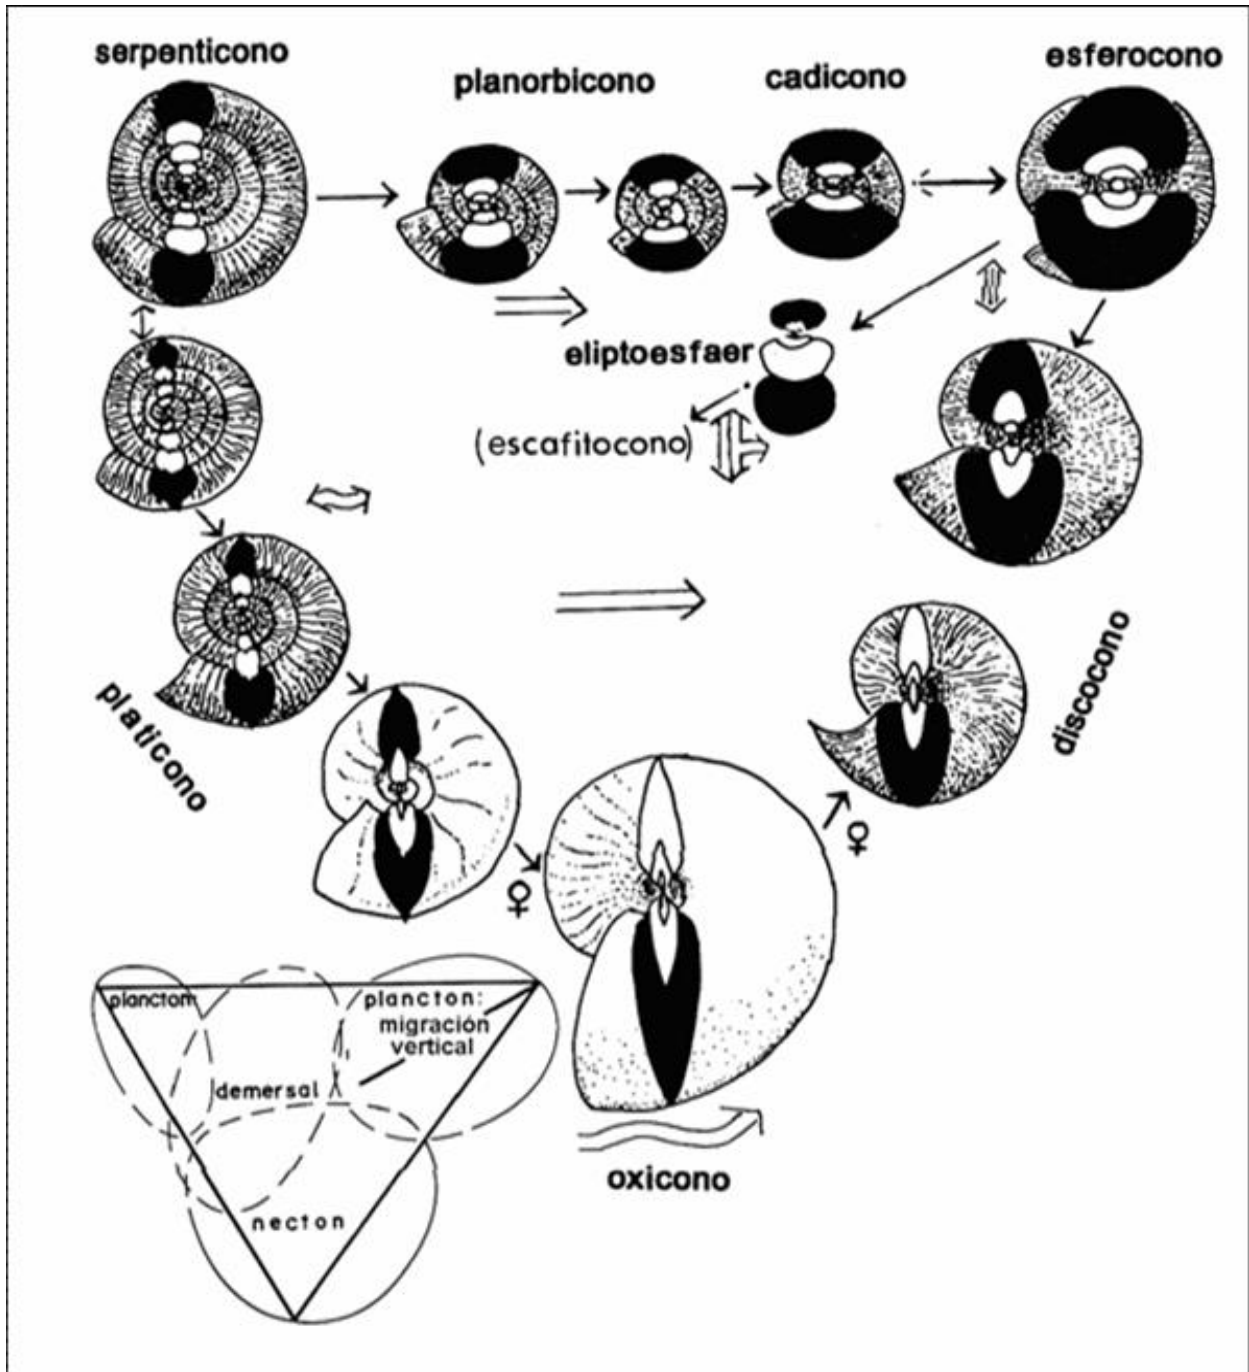 serpenticono
planorbicono
cadicono
esferocono
eliptoesfaer
(escafitocono)
platicono
discocono
♀
♀
plancton
plancton:
migración
vertical
demersal
necton
oxicono